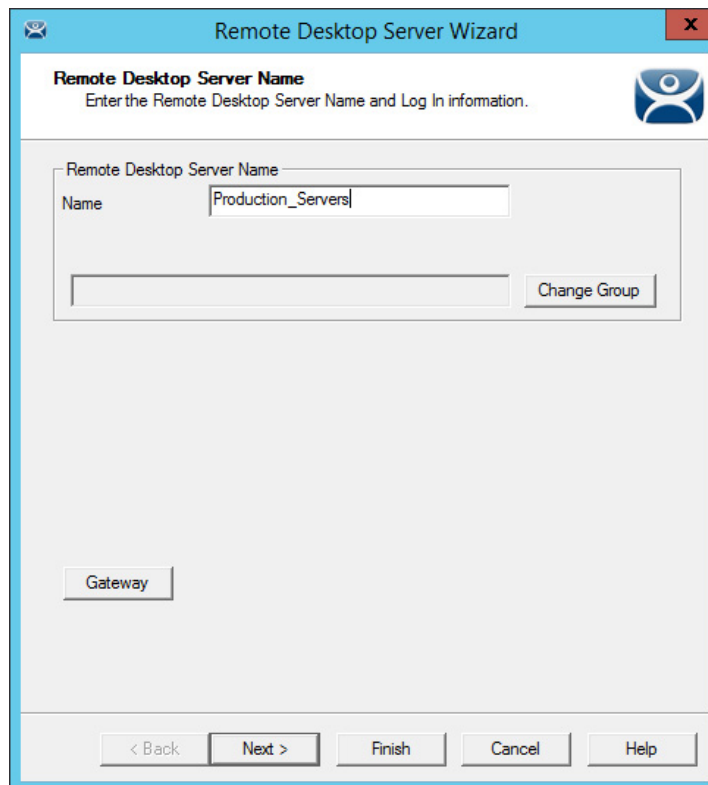 Remote Desktop Server Wizard
x
Remote Desktop Server Name
Enter the Remote Desktop Server Name and Log In information.
Remote Desktop Server Name
Name
Production_Servers
Change Group
Gateway
< Back
Next >
Finish
Cancel
Help